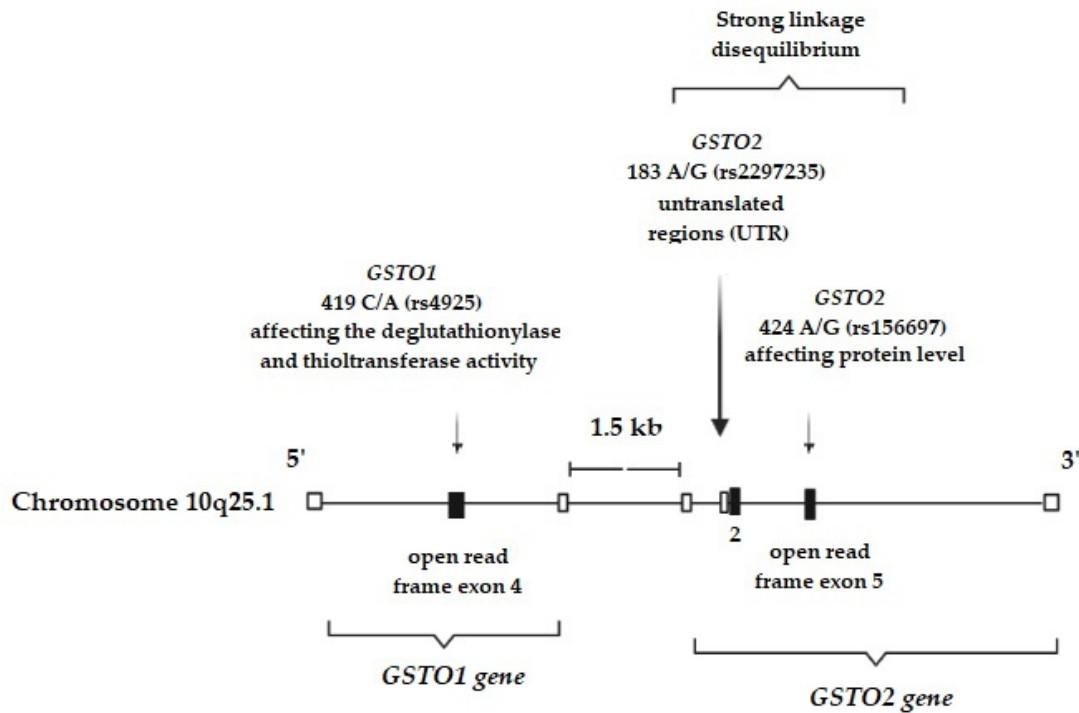 Strong linkage
disequilibrium
GSTO2
183 A/G (rs2297235)
untranslated
regions (UTR)
GSTO1
419 C/A (rs4925)
affecting the deglutathionylase
and thioltransferase activity
GSTO2
424 A/G (rs156697)
affecting protein level
1.5 kb
5'
3'
Chromosome 10q25.1
2
open read
frame exon 4
open read
frame exon 5
GSTO1 gene
GSTO2 gene